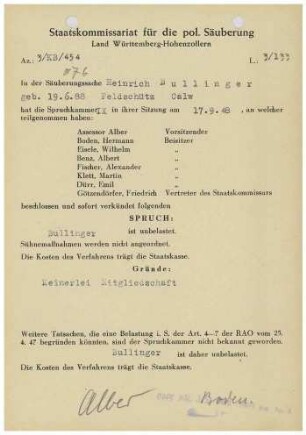 Staatskommissariat für die pol. Säuberung
Land Württemberg-Hohenzollern
Az.: 3/KB/454
L.: 3/133
076
In der Säuberungssache Heinrich Bullinger
geb. 19.6.88 Feldschütz Calw
hat die Spruchkammer IX in ihrer Sitzung am 17.9.48, an welcher
teilgenommen haben:
Assessor Alber Vorsitzender
Boden, Hermann Beisitzer
Eisele, Wilhelm „
Benz, Albert „
Fischer, Alexander „
Klett, Martin „
Dürr, Emil „
Götzendörfer, Friedrich Vertreter des Staatskommissars
beschlossen und sofort verkündet folgenden
SPRUCH:
Bullinger ist unbelastet.
Sühnemaßnahmen werden nicht angeordnet.
Die Kosten des Verfahrens trägt die Staatskasse.
Gründe:
Keinerlei Mitgliedschaft
Weitere Tatsachen, die eine Belastung i. S. der Art. 4—7 der RAO vom 25.
4. 47 begründen könnten, sind der Spruchkammer nicht bekannt geworden.
Bullinger ist daher unbelastet.
Die Kosten des Verfahrens trägt die Staatskasse.
Alber Boden.